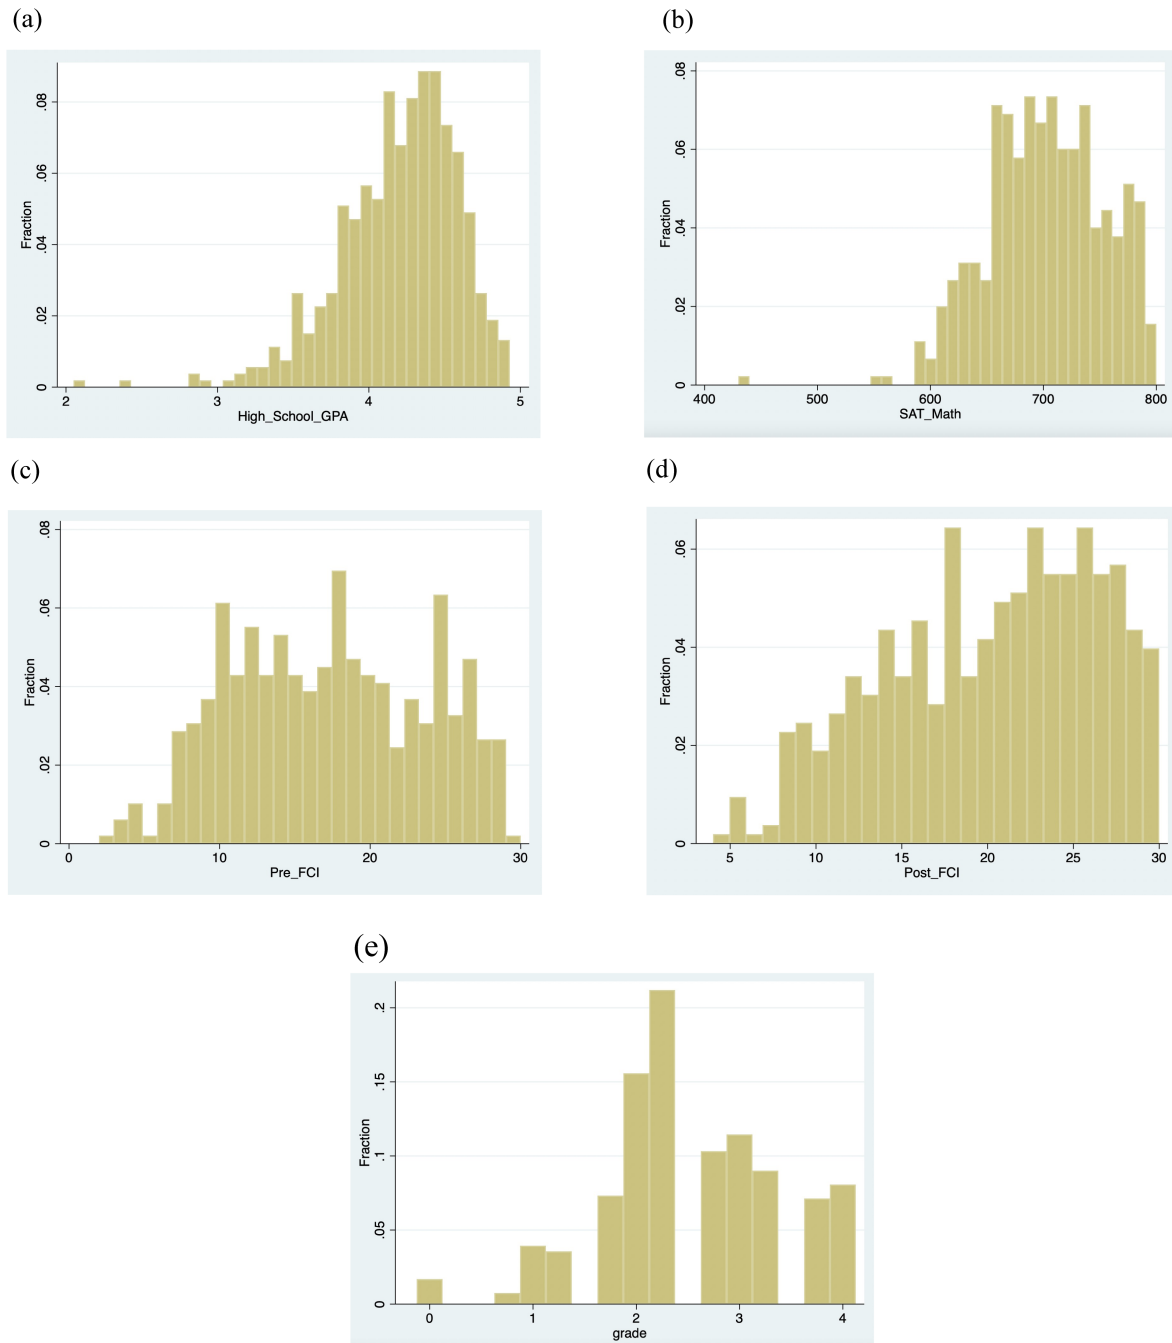 (a)
.08
.06
.04
.02
0
Fraction
2 3 4 5
High_School_GPA
(b)
.08
.06
.04
.02
0
Fraction
400 500 600 700 800
SAT_Math
(c)
.08
.06
.04
.02
0
Fraction
0 10 20 30
Pre_FCI
(d)
.06
.04
.02
0
Fraction
5 10 15 20 25 30
Post_FCI
(e)
.2
.15
.1
.05
0
Fraction
0 1 2 3 4
grade